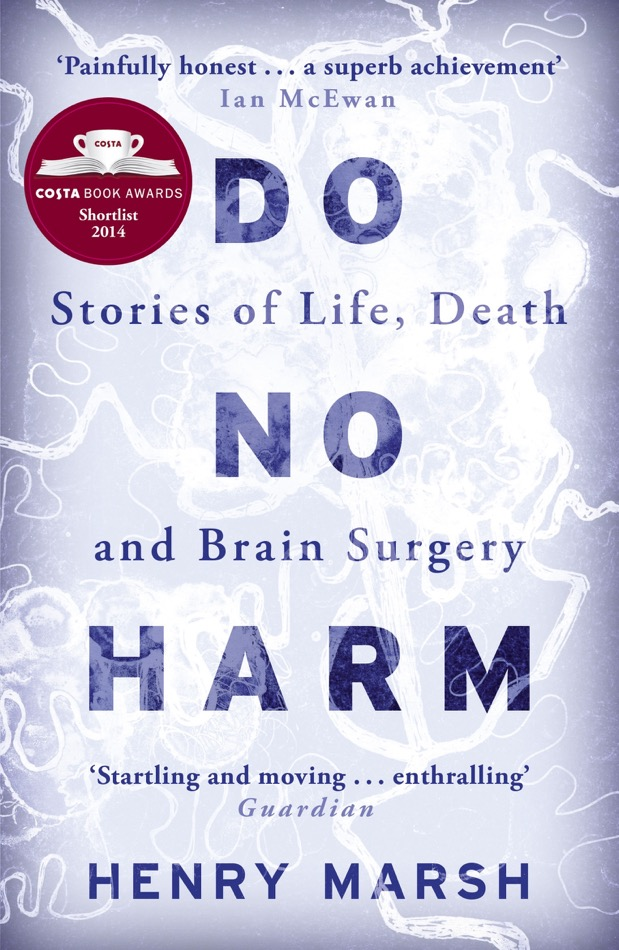 ‘Painfully honest . . . a superb achievement’
Ian McEwan
COSTA
COSTA BOOK AWARDS
Shortlist
2014
DO
Stories of Life, Death
NO
and Brain Surgery
HARM
‘Startling and moving . . . enthralling’
Guardian
HENRY MARSH